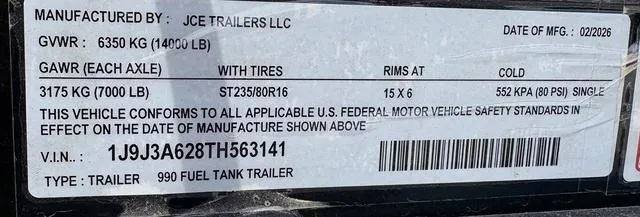 MANUFACTURED BY : JCE TRAILERS LLC
GVWR : 6350 KG (14000 LB) DATE OF MFG. : 02/2026
GAWR (EACH AXLE) WITH TIRES RIMS AT COLD
3175 KG (7000 LB) ST235/80R16 15 X 6 552 KPA (80 PSI) SINGLE
THIS VEHICLE CONFORMS TO ALL APPLICABLE U.S. FEDERAL MOTOR VEHICLE SAFETY STANDARDS IN
EFFECT ON THE DATE OF MANUFACTURE SHOWN ABOVE
V.I.N.. : 1J9J3A628TH563141
TYPE : TRAILER 990 FUEL TANK TRAILER